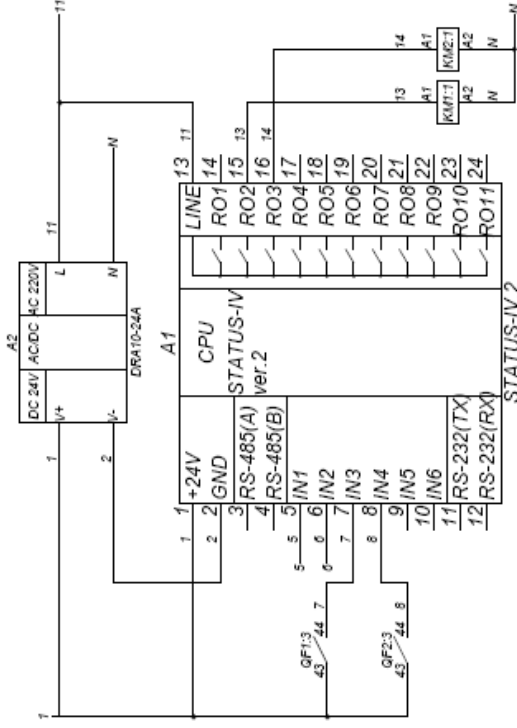 11
A2
DC 24V
AC/DC
AC 220V
V+
V-
L
N
DRA10-24A
11
N
1
2
1
A1
CPU
STATUS-IV
ver.2
STATUS-IV 2
1 +24V
2 GND
3 RS-485(A)
4 RS-485(B)
5 IN1
6 IN2
7 IN3
8 IN4
9 IN5
10 IN6
11 RS-232(TX)
12 RS-232(RX)
LINE 13
RO1 14
RO2 15
RO3 16
RO4 17
RO5 18
RO6 19
RO7 20
RO8 21
RO9 22
RO10 23
RO11 24
1
2
5
5
6
6
7
8
11
13
14
QF1:3
43
44
7
QF2:3
43
44
8
13
A1
KM1:1
A2
N
14
A1
KM2:1
A2
N
N